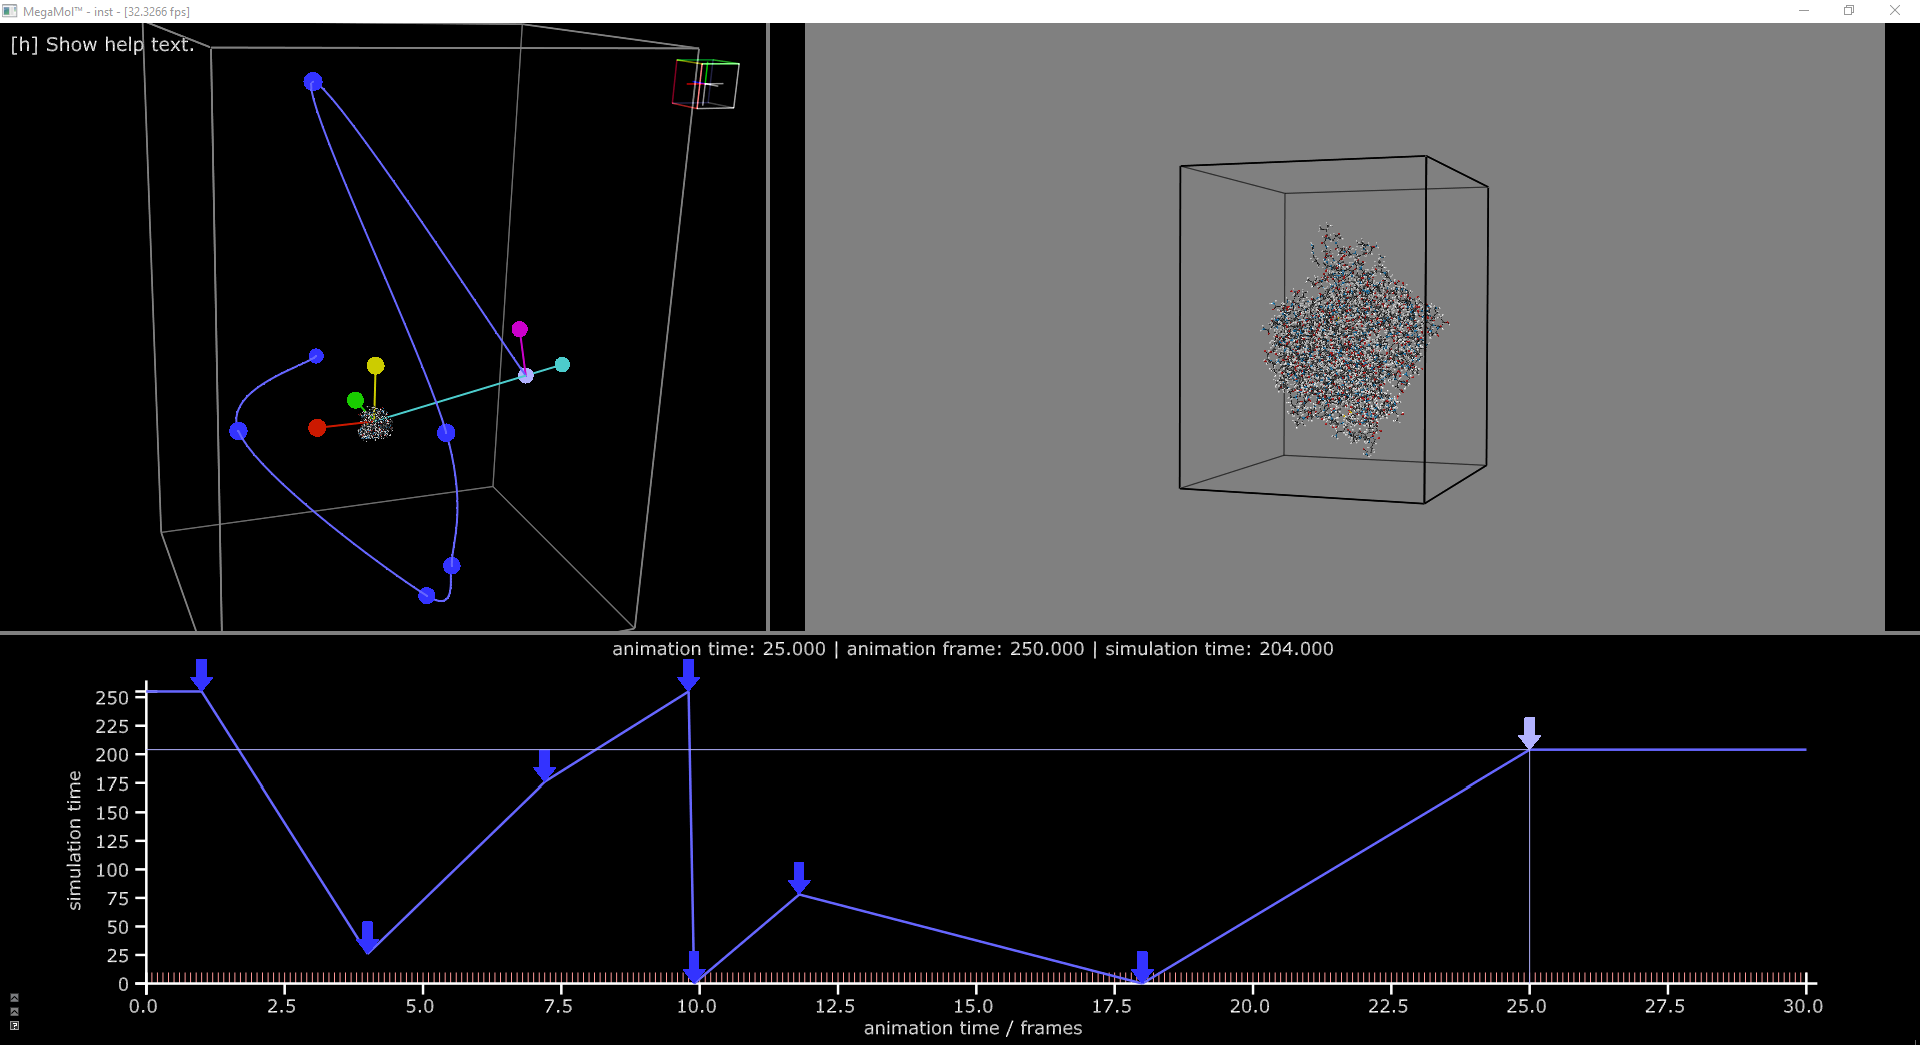 MegaMol™ - inst - [32.3266 fps]
[h] Show help text.
animation time: 25.000 | animation frame: 250.000 | simulation time: 204.000
250
225
200
175
150
125
100
75
50
25
0
simulation time
0.0 2.5 5.0 7.5 10.0 12.5 15.0 17.5 20.0 22.5 25.0 27.5 30.0
animation time / frames